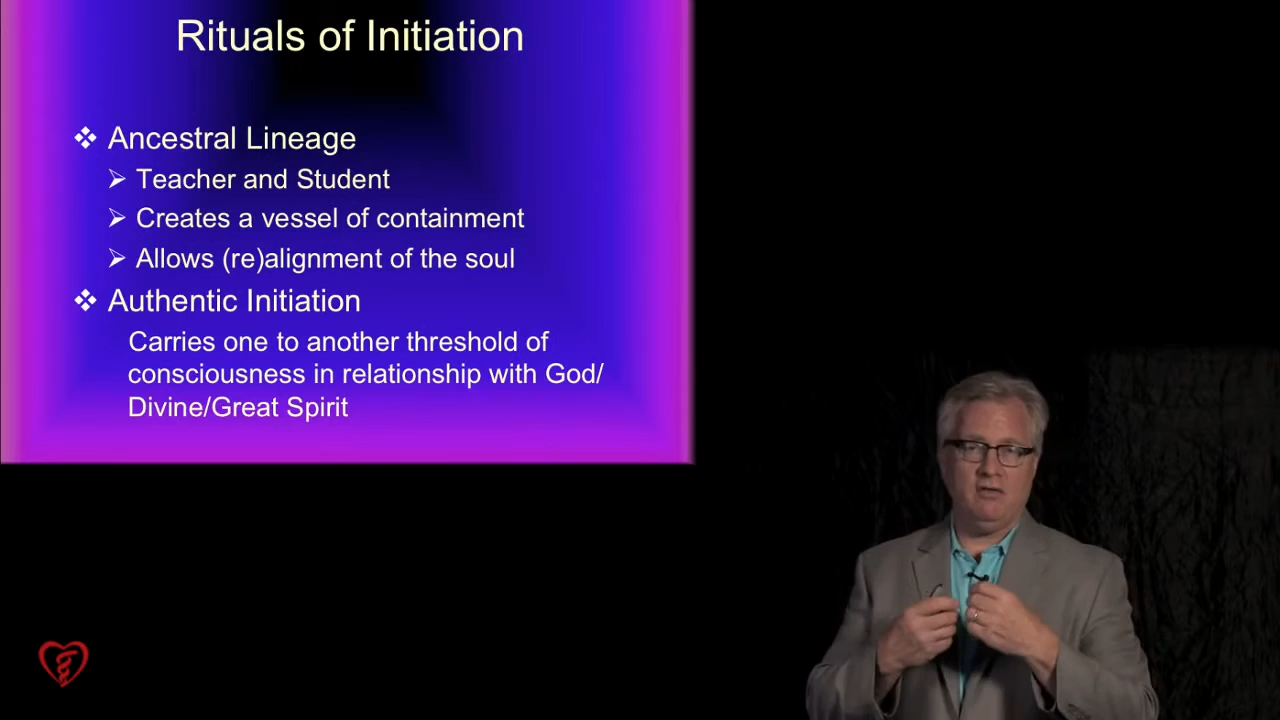 Rituals of Initiation
❖ Ancestral Lineage
➢ Teacher and Student
➢ Creates a vessel of containment
➢ Allows (re)alignment of the soul
❖ Authentic Initiation
Carries one to another threshold of
consciousness in relationship with God/
Divine/Great Spirit